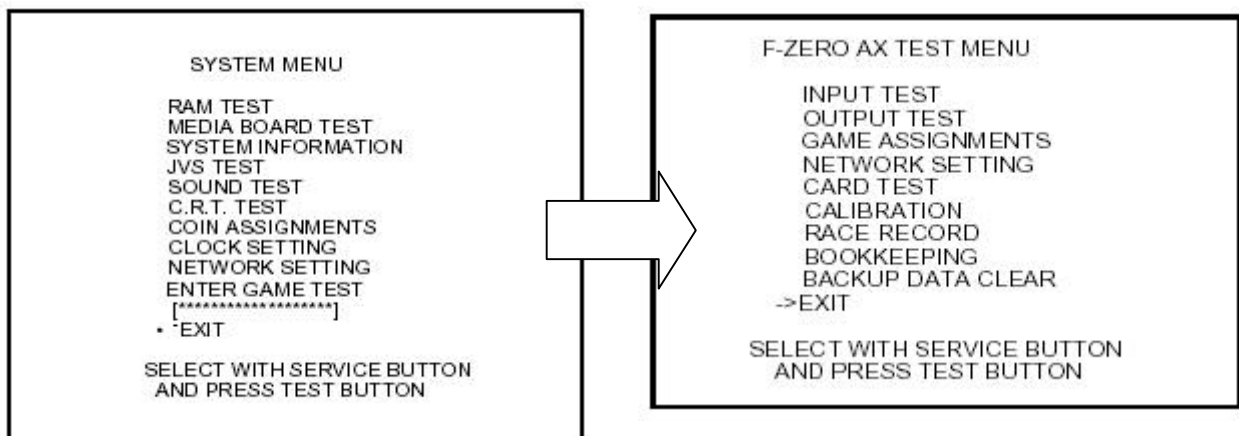 SYSTEM MENU
RAM TEST
MEDIA BOARD TEST
SYSTEM INFORMATION
JVS TEST
SOUND TEST
C.R.T. TEST
COIN ASSIGNMENTS
CLOCK SETTING
NETWORK SETTING
ENTER GAME TEST
[*******************]
• -EXIT
SELECT WITH SERVICE BUTTON
AND PRESS TEST BUTTON
F-ZERO AX TEST MENU
INPUT TEST
OUTPUT TEST
GAME ASSIGNMENTS
NETWORK SETTING
CARD TEST
CALIBRATION
RACE RECORD
BOOKKEEPING
BACKUP DATA CLEAR
->EXIT
SELECT WITH SERVICE BUTTON
AND PRESS TEST BUTTON